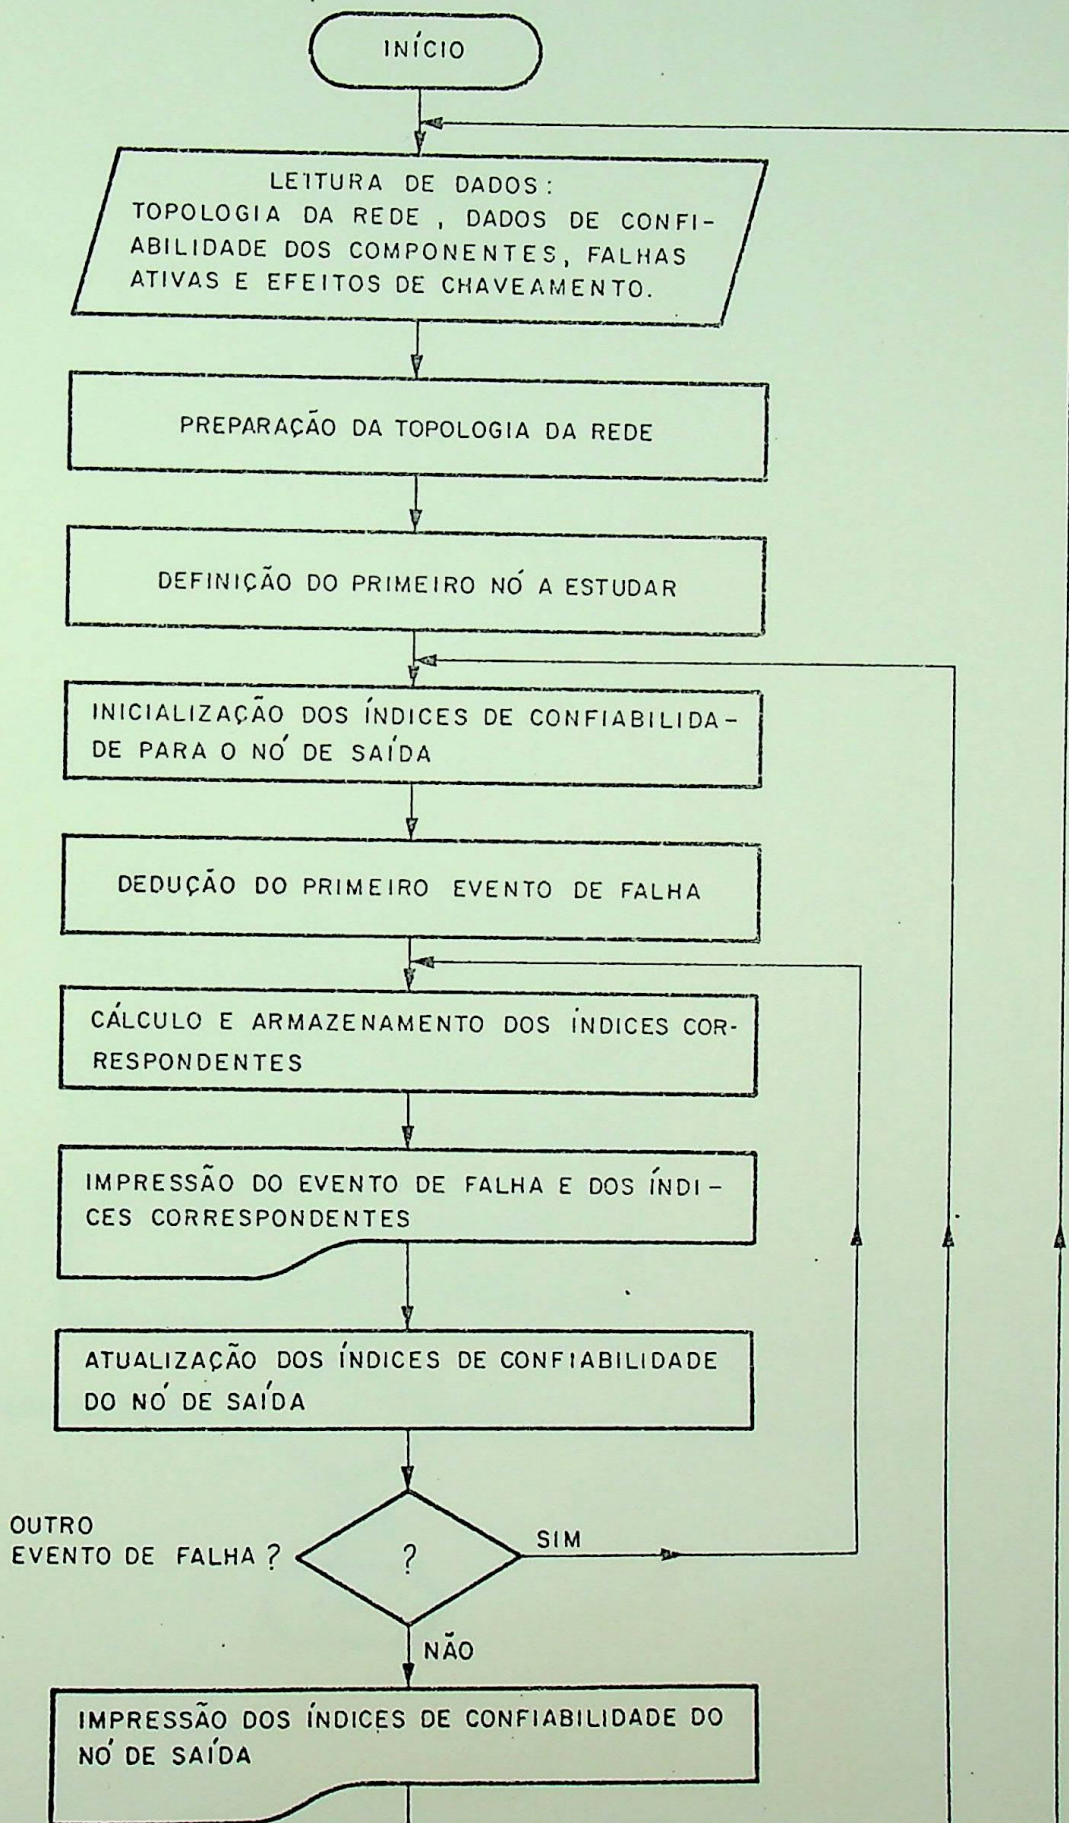 INÍCIO
LEITURA DE DADOS:
TOPOLOGIA DA REDE, DADOS DE CONFI-
ABILIDADE DOS COMPONENTES, FALHAS
ATIVAS E EFEITOS DE CHAVEAMENTO.
PREPARAÇÃO DA TOPOLOGIA DA REDE
DEFINIÇÃO DO PRIMEIRO NÓ A ESTUDAR
INICIALIZAÇÃO DOS ÍNDICES DE CONFIABILIDA-
DE PARA O NÓ DE SAÍDA
DEDUÇÃO DO PRIMEIRO EVENTO DE FALHA
CÁLCULO E ARMAZENAMENTO DOS ÍNDICES COR-
RESPONDENTES
IMPRESSÃO DO EVENTO DE FALHA E DOS ÍNDI-
CES CORRESPONDENTES
ATUALIZAÇÃO DOS ÍNDICES DE CONFIABILIDADE
DO NÓ DE SAÍDA
OUTRO
EVENTO DE FALHA ?
?
SIM
NÃO
IMPRESSÃO DOS ÍNDICES DE CONFIABILIDADE DO
NÓ DE SAÍDA